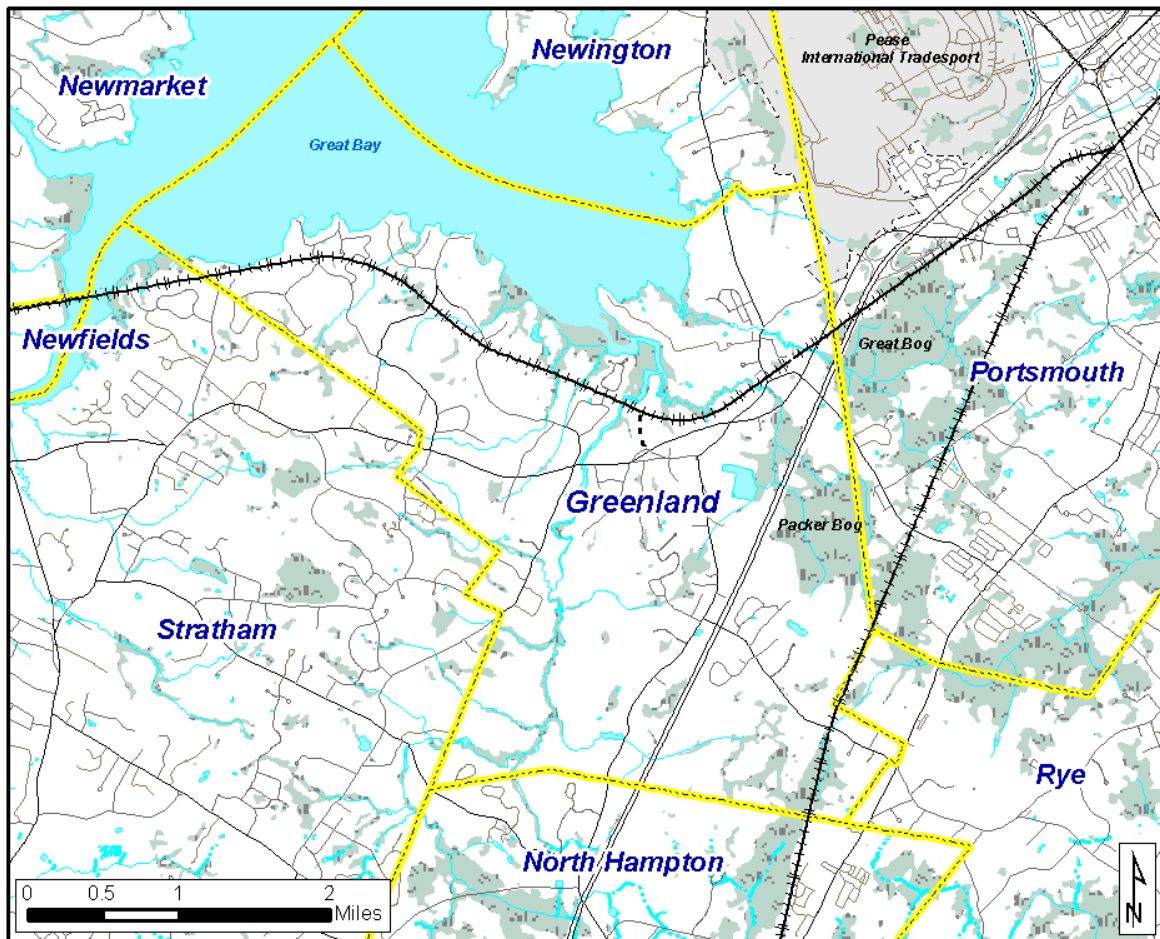 Newington
Pease
International Tradesport
Newmarket
Great Bay
Newfields
Great Bog
Portsmouth
Greenland
Packer Bog
Stratham
Rye
North Hampton
0 0.5 1 2
Miles
N